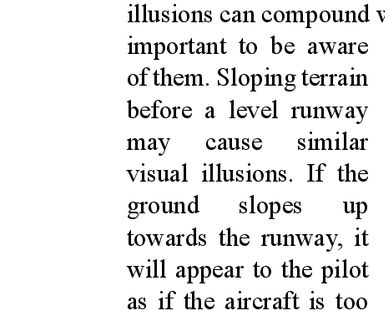 illusions can compound
important to be aware
of them. Sloping terrain
before a level runway
may cause similar
visual illusions. If the
ground slopes up
towards the runway, it
will appear to the pilot
as if the aircraft is too